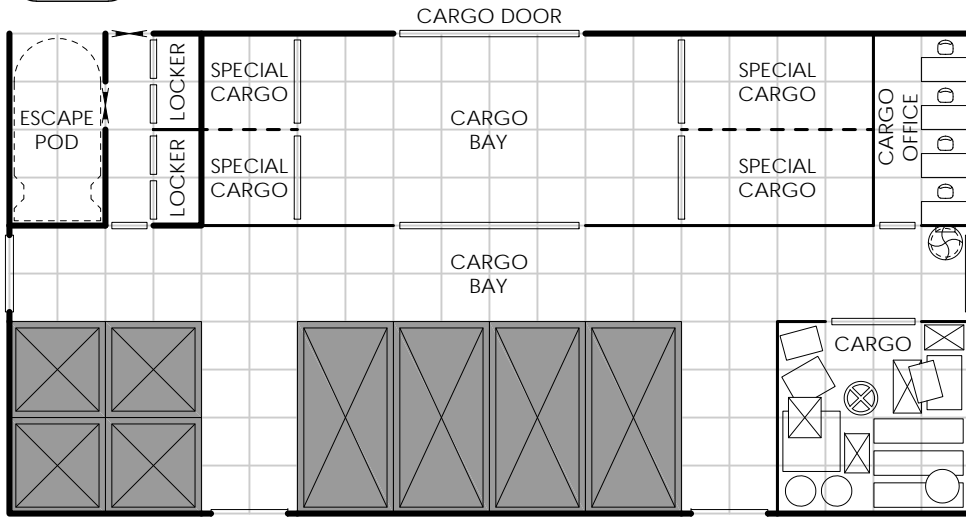 CARGO DOOR
ESCAPE
POD
LOCKER
LOCKER
SPECIAL
CARGO
SPECIAL
CARGO
CARGO
BAY
SPECIAL
CARGO
SPECIAL
CARGO
CARGO
OFFICE
CARGO
BAY
CARGO